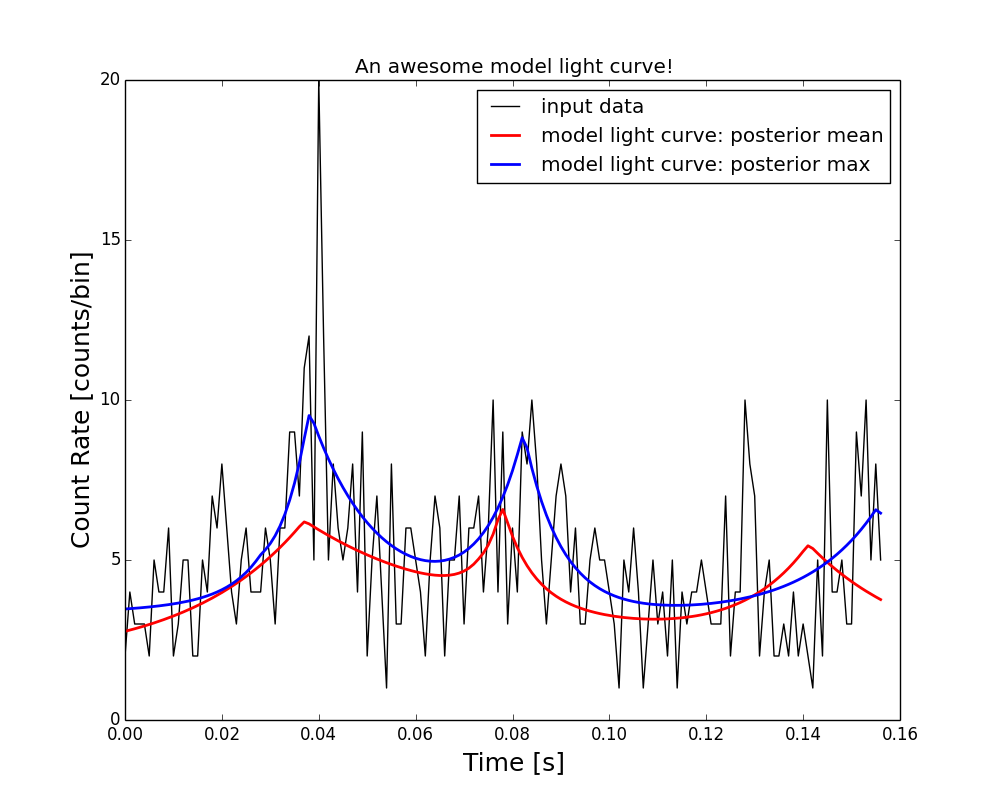 An awesome model light curve!
input data
model light curve: posterior mean
model light curve: posterior max
Count Rate [counts/bin]
20
15
10
5
0
0.00 0.02 0.04 0.06 0.08 0.10 0.12 0.14 0.16
Time [s]